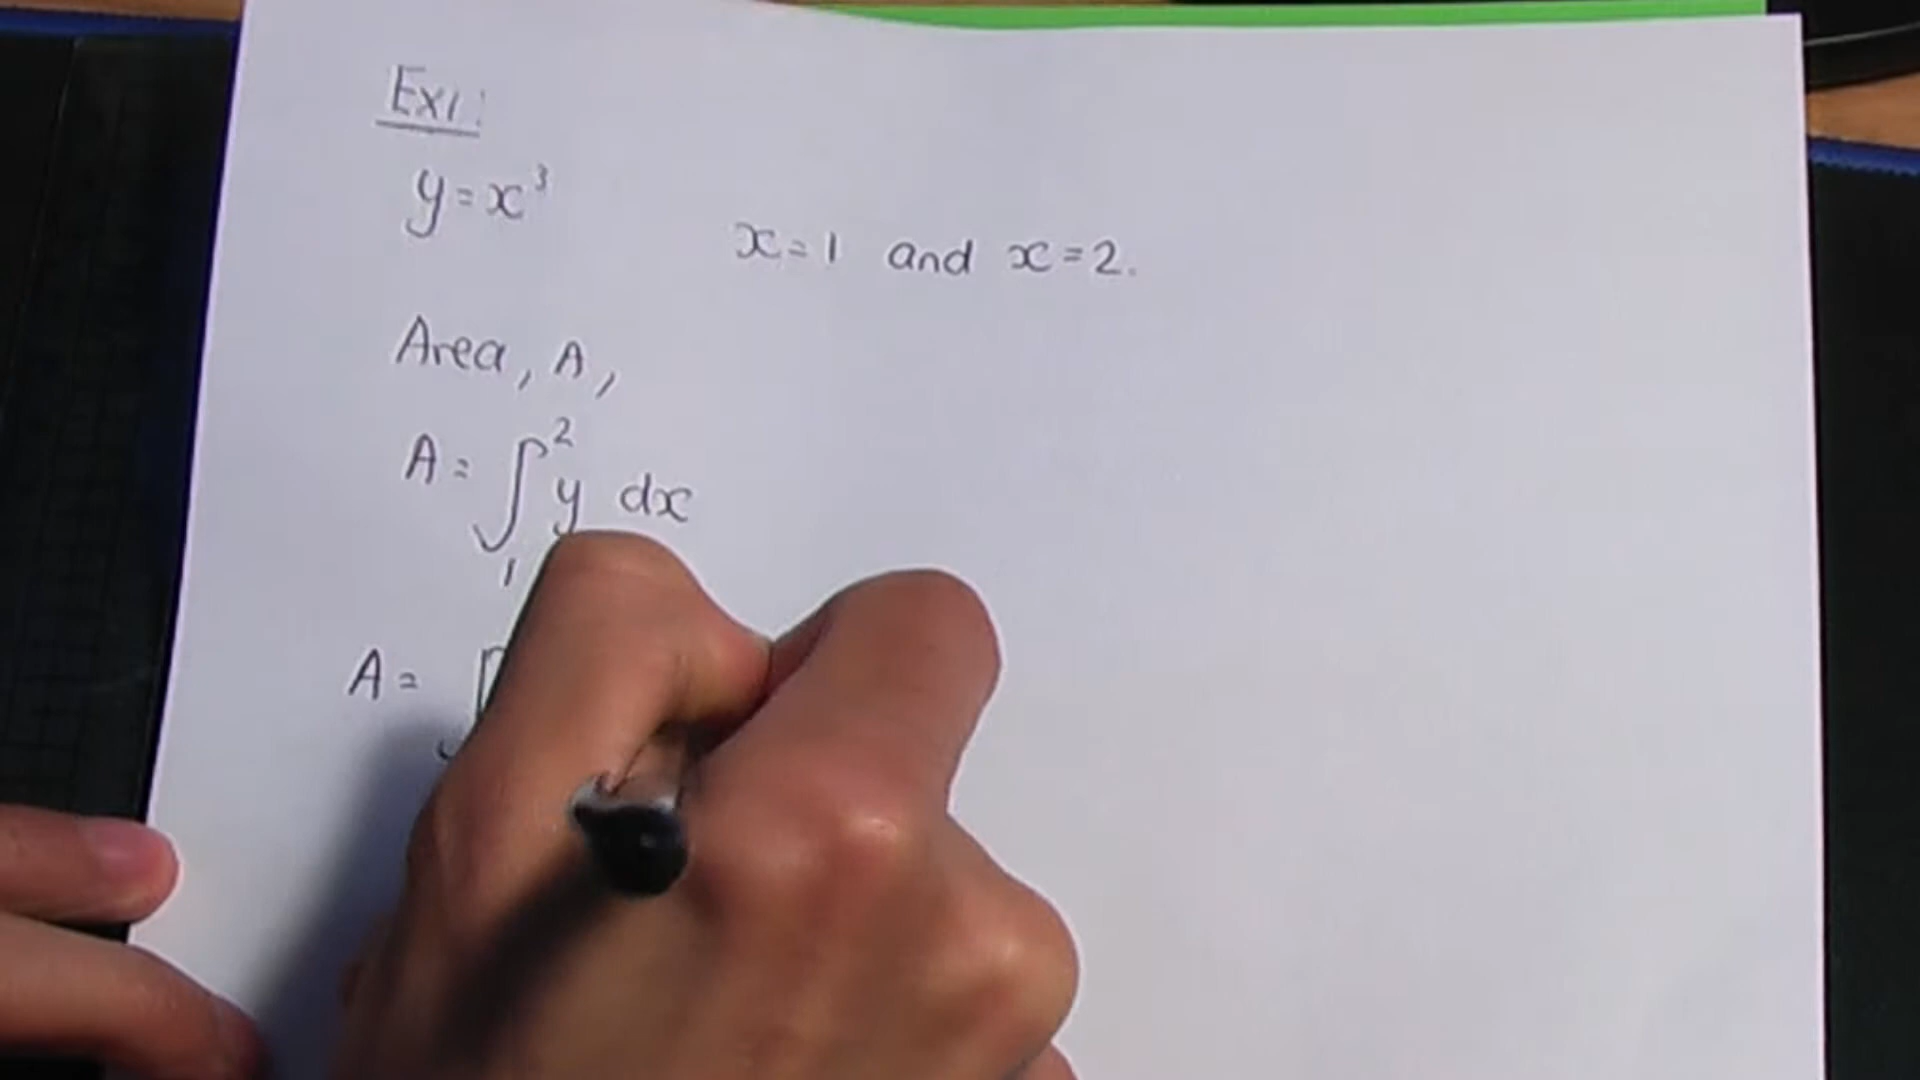 Ex1:
y = x³
x = 1 and x = 2.
Area, A,
A = ∫₁² y dx
A = ∫